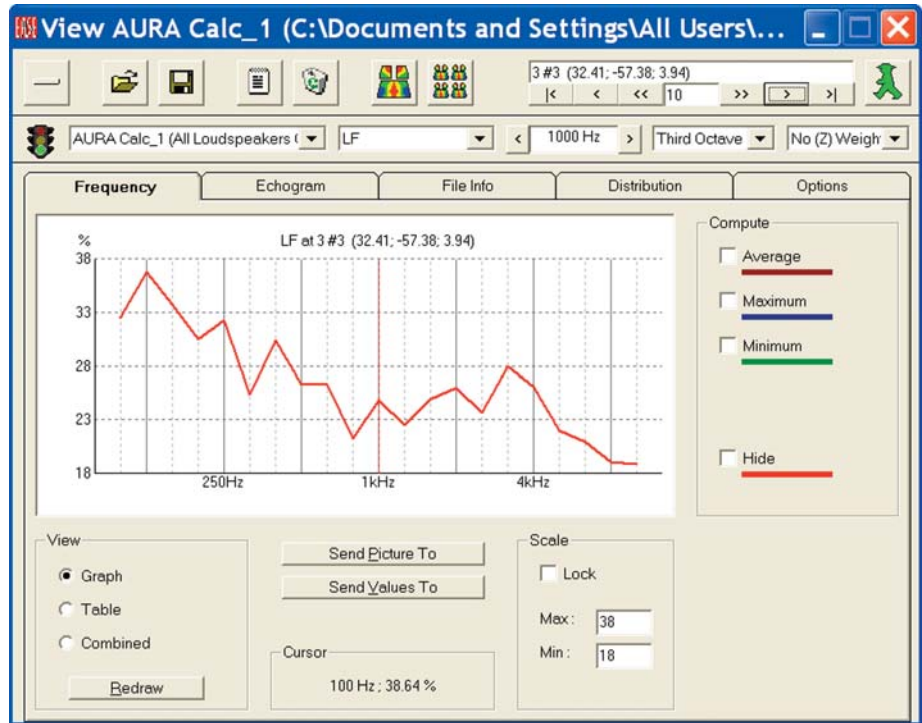 EASE View AURA Calc_1 (C:\Documents and Settings\All Users\...
3 #3 (32.41; -57.38; 3.94)
|< < << 10 >> > >|
AURA Calc_1 (All Loudspeakers ( LF < 1000 Hz > Third Octave No (Z) Weigh
Frequency Echogram File Info Distribution Options
% LF at 3 #3 (32.41; -57.38; 3.94)
38
33
28
23
18
250Hz 1kHz 4kHz
Compute
Average
Maximum
Minimum
Hide
View
Graph
Table
Combined
Redraw
Send Picture To
Send Values To
Cursor
100 Hz ; 38.64 %
Scale
Lock
Max : 38
Min : 18